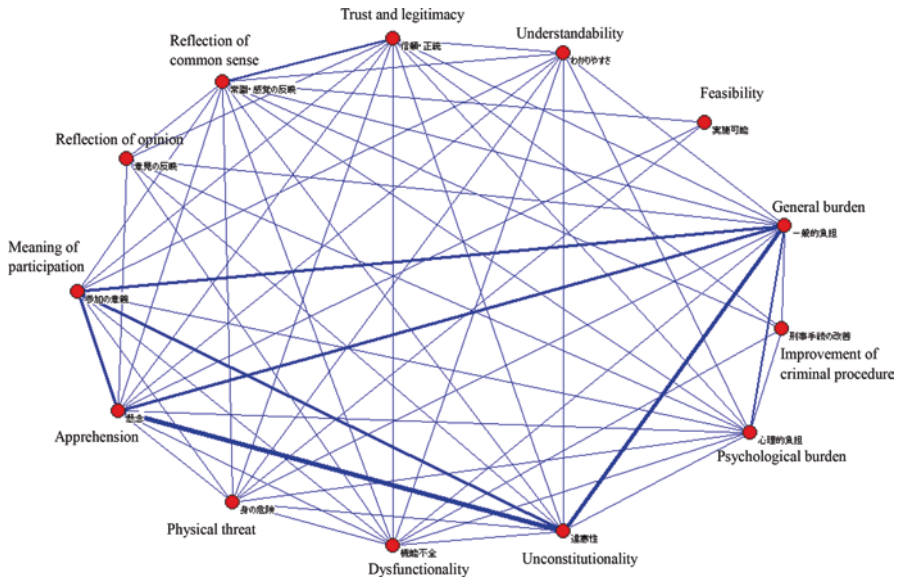 Trust and legitimacy
信頼・正統
Understandability
わかりやすさ
Reflection of
common sense
常識・感覚の反映
Feasibility
実施可能
Reflection of opinion
意見の反映
General burden
一般的負担
Meaning of
participation
参加の意義
刑事手続の改善
Improvement of
criminal procedure
懸念
Apprehension
心理的負担
Psychological burden
身の危険
Physical threat
機能不全
Dysfunctionality
違憲性
Unconstitutionality